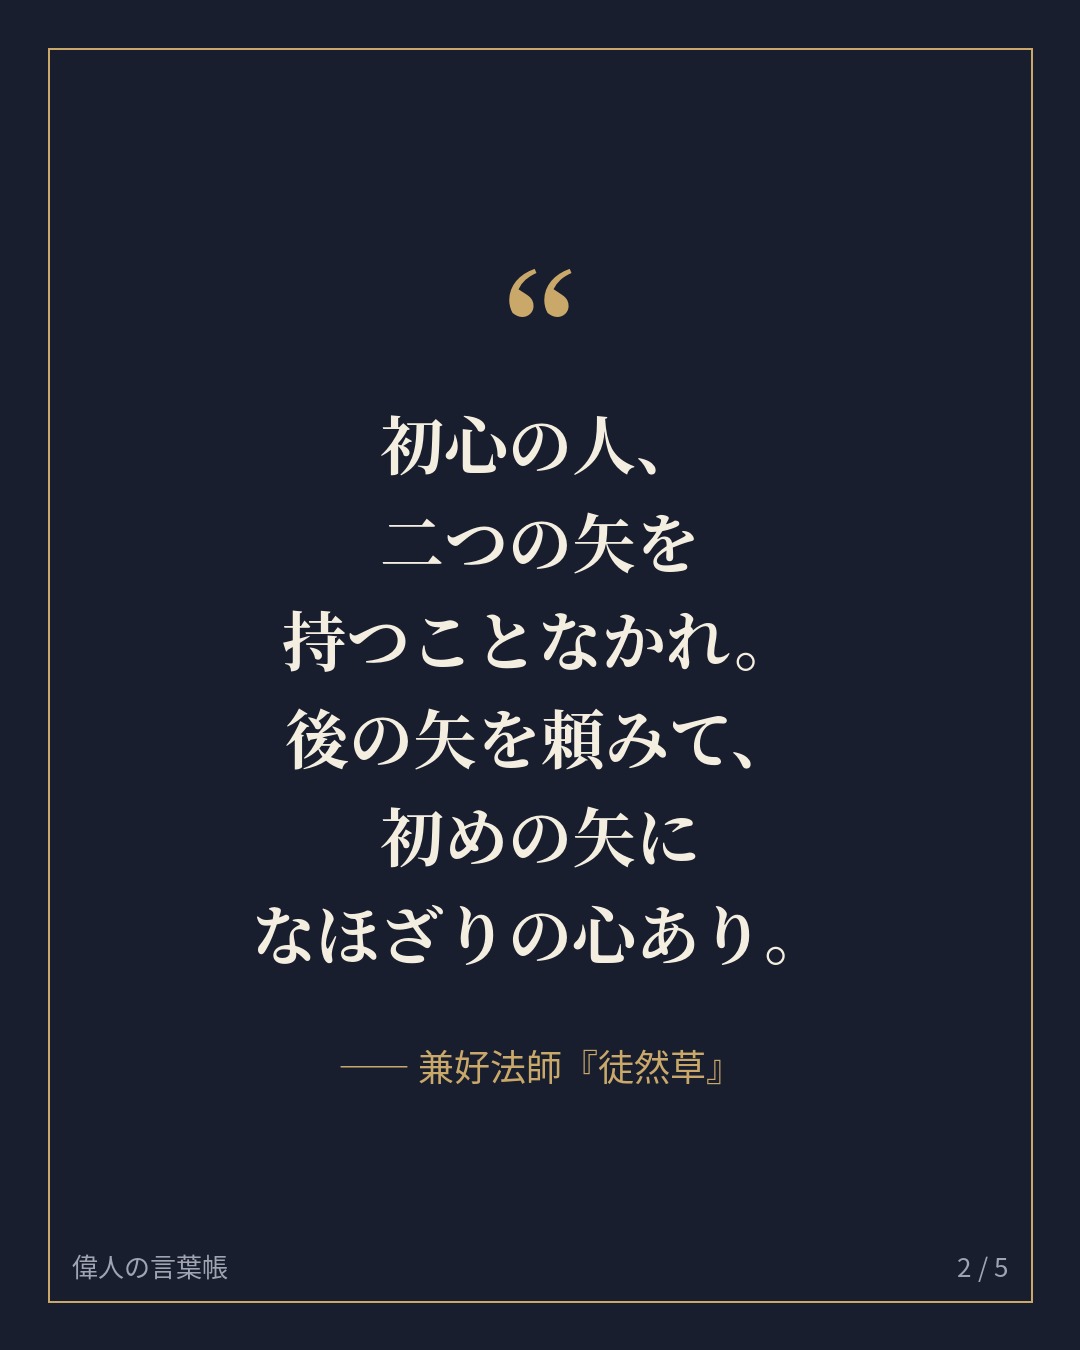 “
初心の人、
二つの矢を
持つことなかれ。
後の矢を頼みて、
初めの矢に
なほざりの心あり。
—— 兼好法師『徒然草』
偉人の言葉帳
2 / 5